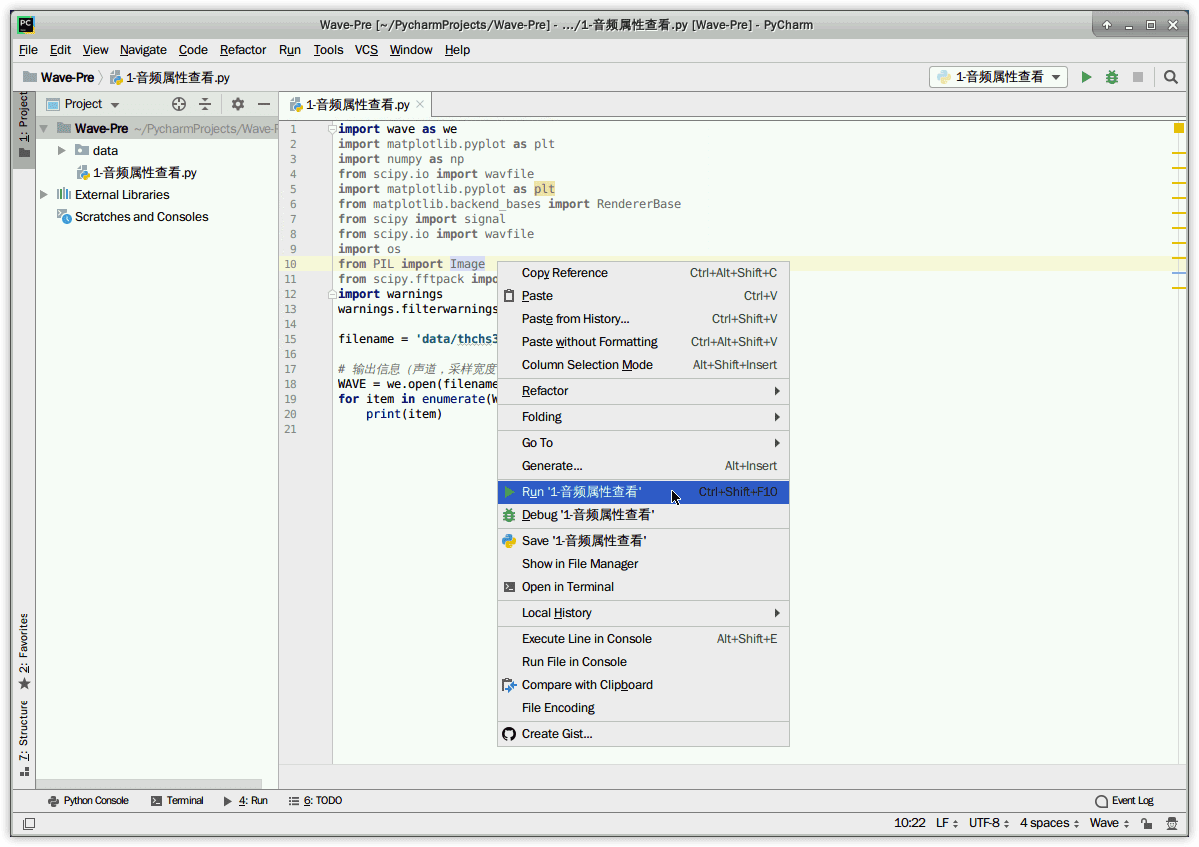 Wave-Pre [~/PycharmProjects/Wave-Pre] - .../1-音频属性查看.py [Wave-Pre] - PyCharm
File Edit View Navigate Code Refactor Run Tools VCS Window Help
Wave-Pre 1-音频属性查看.py 1-音频属性查看
1: Project
Project
1-音频属性查看.py
Wave-Pre ~/PycharmProjects/Wave-P
data
1-音频属性查看.py
External Libraries
Scratches and Consoles
2: Favorites
7: Structure
1 import wave as we
2 import matplotlib.pyplot as plt
3 import numpy as np
4 from scipy.io import wavfile
5 import matplotlib.pyplot as plt
6 from matplotlib.backend_bases import RendererBase
7 from scipy import signal
8 from scipy.io import wavfile
9 import os
10 from PIL import Image
11 from scipy.fftpack impo
12 import warnings
13 warnings.filterwarnings
14
15 filename = 'data/thchs3
16
17 # 输出信息（声道，采样宽度
18 WAVE = we.open(filename
19 for item in enumerate(W
20 print(item)
21
Copy Reference Ctrl+Alt+Shift+C
Paste Ctrl+V
Paste from History... Ctrl+Shift+V
Paste without Formatting Ctrl+Alt+Shift+V
Column Selection Mode Alt+Shift+Insert
Refactor
Folding
Go To
Generate... Alt+Insert
Run '1-音频属性查看' Ctrl+Shift+F10
Debug '1-音频属性查看'
Save '1-音频属性查看'
Show in File Manager
Open in Terminal
Local History
Execute Line in Console Alt+Shift+E
Run File in Console
Compare with Clipboard
File Encoding
Create Gist...
Python Console Terminal 4: Run 6: TODO Event Log
10:22 LF UTF-8 4 spaces Wave